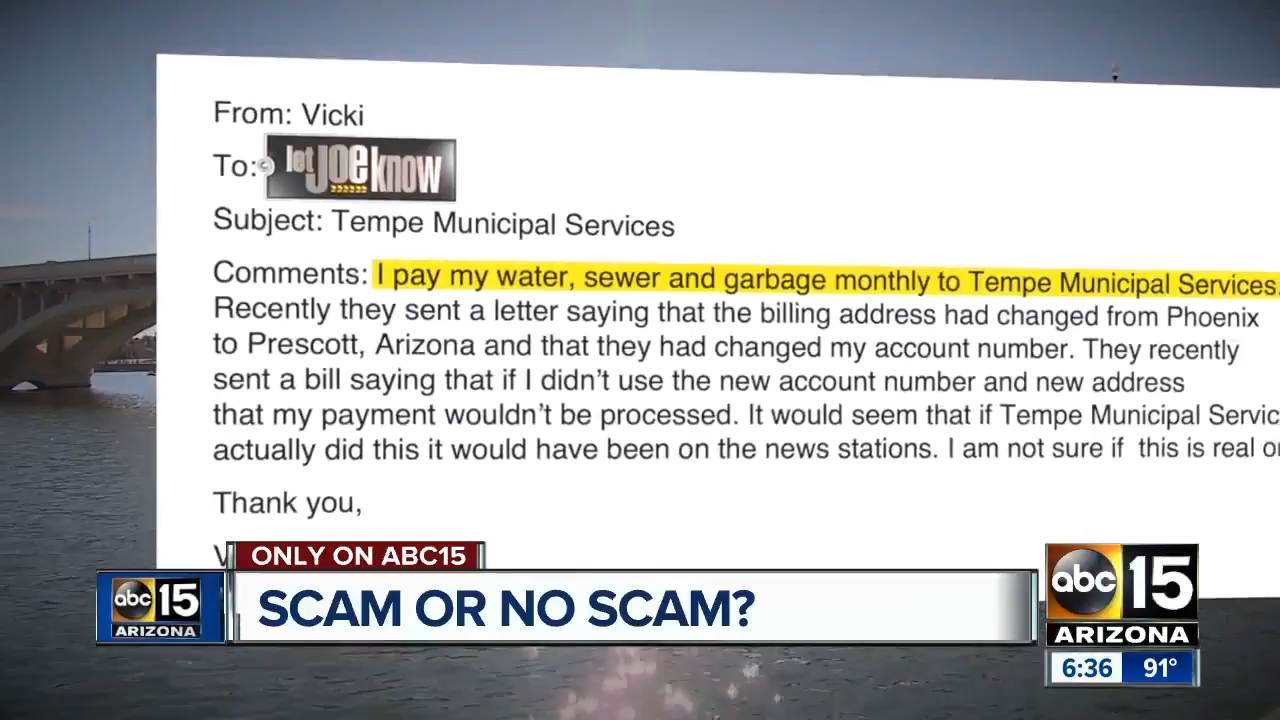 From: Vicki
To: let JOE know
Subject: Tempe Municipal Services
Comments: I pay my water, sewer and garbage monthly to Tempe Municipal Services.
Recently they sent a letter saying that the billing address had changed from Phoenix
to Prescott, Arizona and that they had changed my account number. They recently
sent a bill saying that if I didn't use the new account number and new address
that my payment wouldn't be processed. It would seem that if Tempe Municipal
actually did this it would have been on the news stations. I am not sure if this is real
Thank you,
ONLY ON ABC15
abc 15
ARIZONA
SCAM OR NO SCAM?
abc 15
ARIZONA
6:36 91°